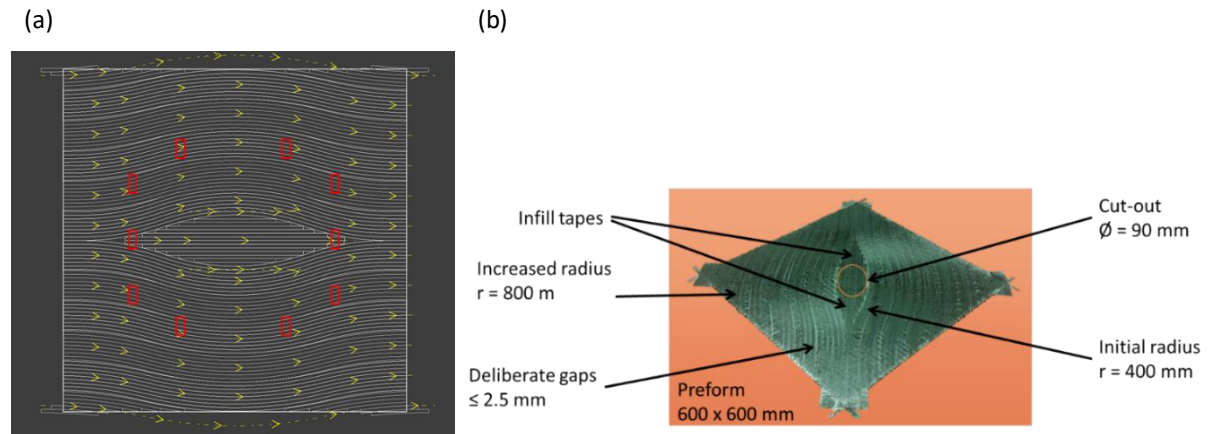 (a)
(b)
Infill tapes
Cut-out
Ø = 90 mm
Increased radius
r = 800 m
Initial radius
r = 400 mm
Deliberate gaps
≤ 2.5 mm
Preform
600 x 600 mm